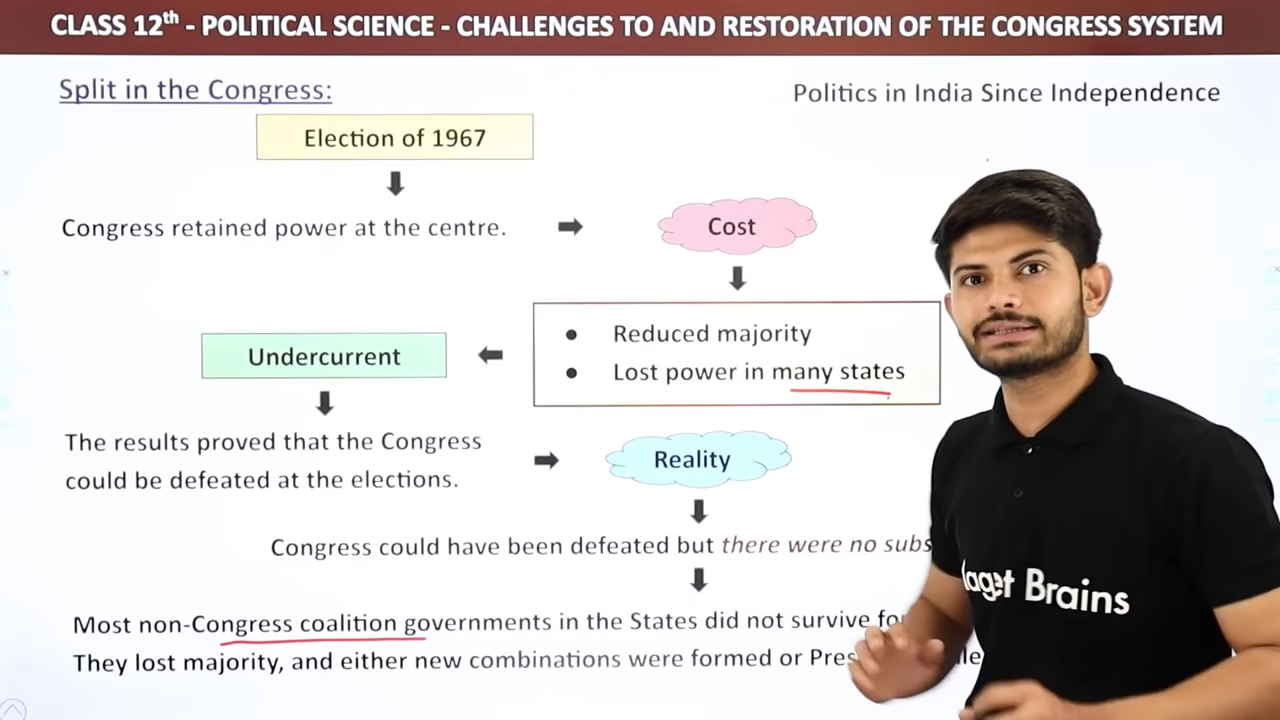 CLASS 12th - POLITICAL SCIENCE - CHALLENGES TO AND RESTORATION OF THE CONGRESS SYSTEM
Split in the Congress:
Politics in India Since Independence
Election of 1967
Congress retained power at the centre.
Cost
Reduced majority
Lost power in many states
Undercurrent
The results proved that the Congress
could be defeated at the elections.
Reality
Congress could have been defeated but there were no
Most non-Congress coalition governments in the States did not survive
They lost majority, and either new combinations were formed or
Brains